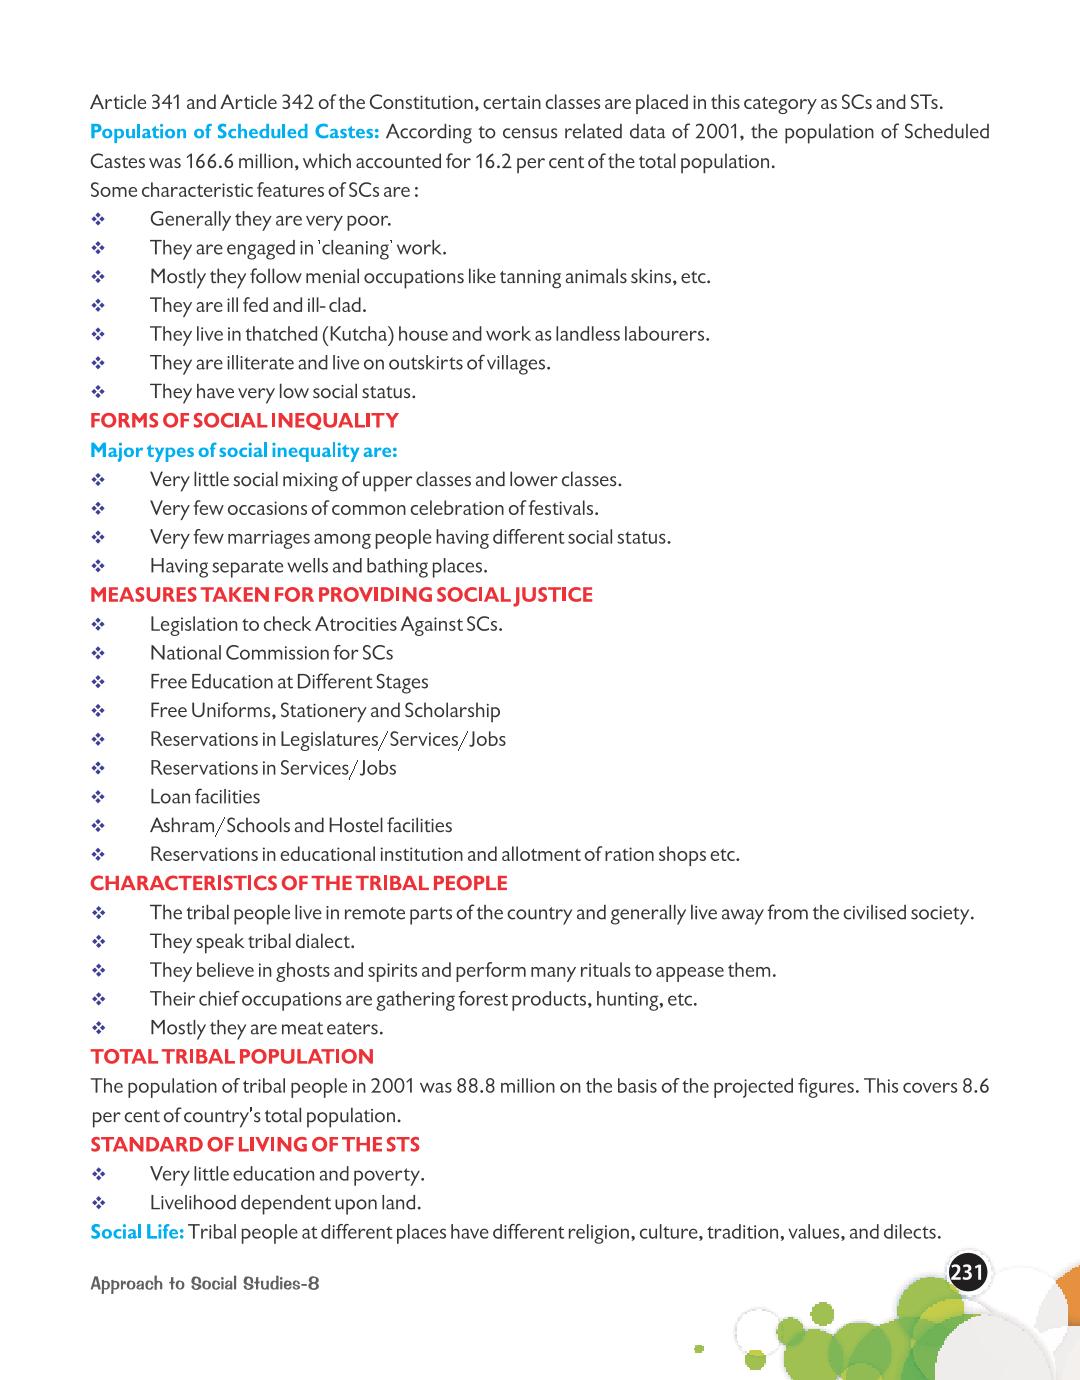 Article 341 and Article 342 of the Constitution, certain classes are placed in this category as SCs and STs.
Population of Scheduled Castes: According to census related data of 2001, the population of Scheduled
Castes was 166.6 million, which accounted for 16.2 per cent of the total population.
Some characteristic features of SCs are :
❖ Generally they are very poor.
❖ They are engaged in 'cleaning' work.
❖ Mostly they follow menial occupations like tanning animals skins, etc.
❖ They are ill fed and ill- clad.
❖ They live in thatched (Kutcha) house and work as landless labourers.
❖ They are illiterate and live on outskirts of villages.
❖ They have very low social status.
FORMS OF SOCIAL INEQUALITY
Major types of social inequality are:
❖ Very little social mixing of upper classes and lower classes.
❖ Very few occasions of common celebration of festivals.
❖ Very few marriages among people having different social status.
❖ Having separate wells and bathing places.
MEASURES TAKEN FOR PROVIDING SOCIAL JUSTICE
❖ Legislation to check Atrocities Against SCs.
❖ National Commission for SCs
❖ Free Education at Different Stages
❖ Free Uniforms, Stationery and Scholarship
❖ Reservations in Legislatures/Services/Jobs
❖ Reservations in Services/Jobs
❖ Loan facilities
❖ Ashram/Schools and Hostel facilities
❖ Reservations in educational institution and allotment of ration shops etc.
CHARACTERISTICS OF THE TRIBAL PEOPLE
❖ The tribal people live in remote parts of the country and generally live away from the civilised society.
❖ They speak tribal dialect.
❖ They believe in ghosts and spirits and perform many rituals to appease them.
❖ Their chief occupations are gathering forest products, hunting, etc.
❖ Mostly they are meat eaters.
TOTAL TRIBAL POPULATION
The population of tribal people in 2001 was 88.8 million on the basis of the projected figures. This covers 8.6
per cent of country's total population.
STANDARD OF LIVING OF THE STS
❖ Very little education and poverty.
❖ Livelihood dependent upon land.
Social Life: Tribal people at different places have different religion, culture, tradition, values, and dilects.
Approach to Social Studies-8
231